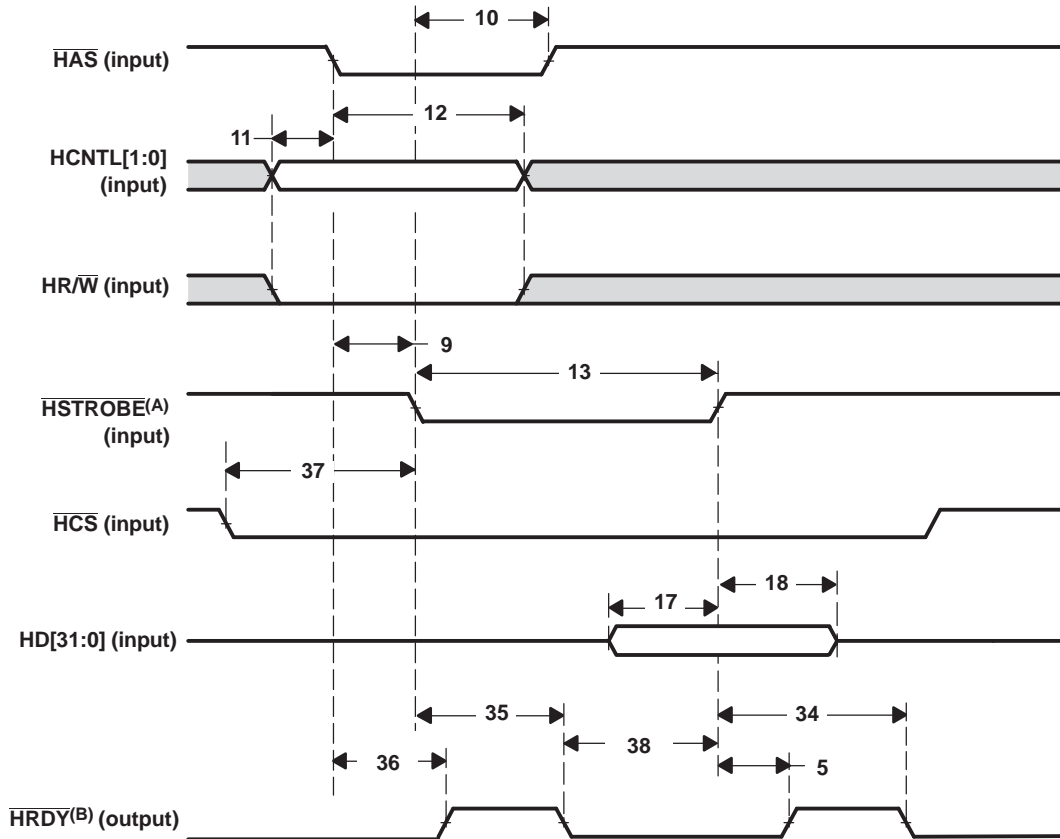 10
HAS (input)
12
11
HCNTL[1:0]
(input)
HR/W (input)
9
13
HSTROBE(A)
(input)
37
HCS (input)
18
17
HD[31:0] (input)
35
34
38
36
5
HRDY(B) (output)